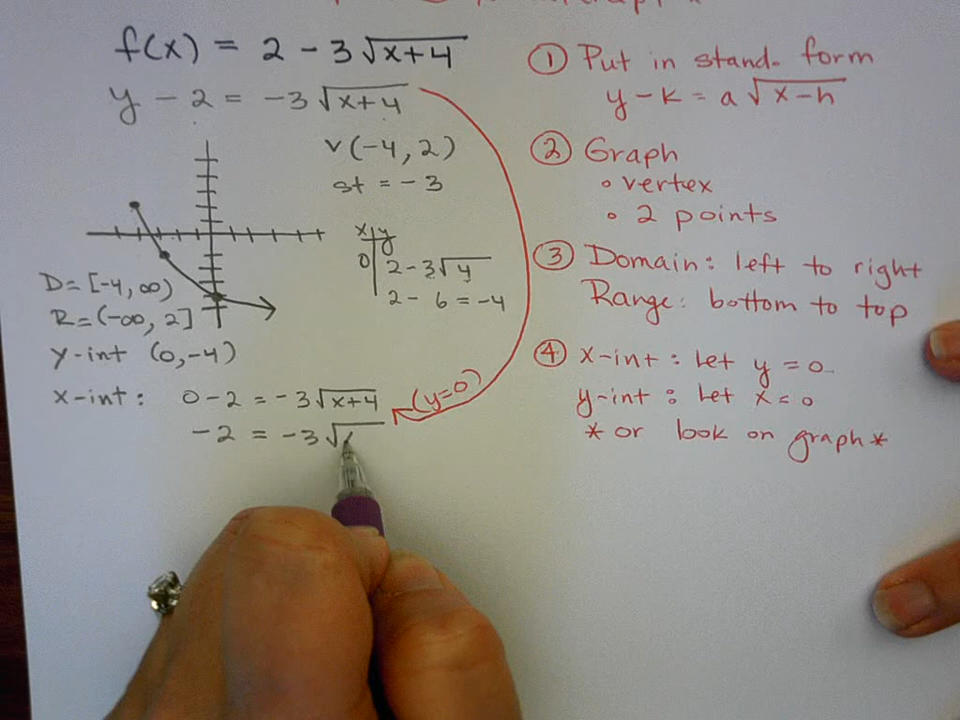 f(x) = 2 - 3√x+4
y - 2 = -3√x+4
v(-4, 2)
st = -3
x | y
0 | 2 - 3√4
2 - 6 = -4
D = [-4, ∞)
R = (-∞, 2]
y-int (0, -4)
x-int: 0 - 2 = -3√x+4
(y=0)
-2 = -3√
① Put in stand. form
y - k = a√x-h
② Graph
• vertex
• 2 points
③ Domain: left to right
Range: bottom to top
④ x-int: Let y = 0
y-int: Let x = 0
* or look on graph *